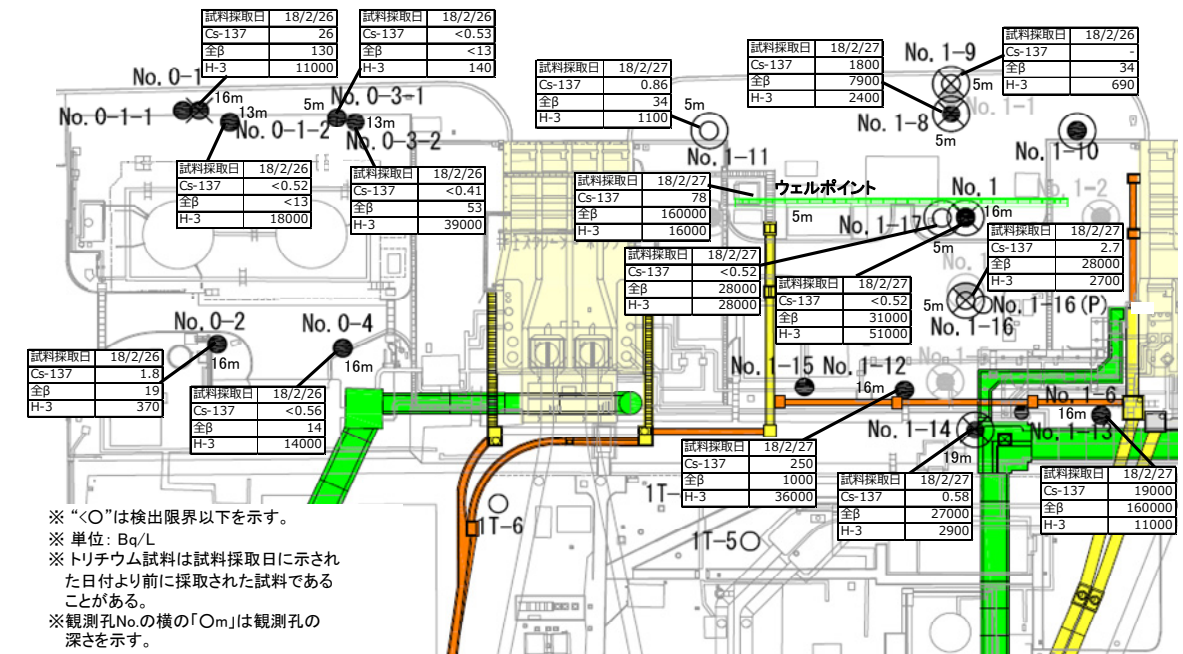 試料採取日 18/2/26
Cs-137 26
全β 130
H-3 11000
試料採取日 18/2/26
Cs-137 <0.53
全β <13
H-3 140
試料採取日 18/2/27
Cs-137 0.86
全β 34
H-3 1100
試料採取日 18/2/27
Cs-137 1800
全β 7900
H-3 2400
試料採取日 18/2/26
Cs-137 -
全β 34
H-3 690
No. 0-1
16m
No. 0-1-1
13m
No. 0-1-2
5m
No. 0-3-1
13m
No. 0-3-2
5m
No. 1-11
No. 1-9
5m
No. 1-1
No. 1-8
5m
No. 1-10
試料採取日 18/2/26
Cs-137 <0.52
全β <13
H-3 18000
試料採取日 18/2/26
Cs-137 <0.41
全β 53
H-3 39000
試料採取日 18/2/27
Cs-137 78
全β 160000
H-3 16000
ウェルポイント
5m
No. 1
16m
No. 1-2
No. 1-17
5m
試料採取日 18/2/27
Cs-137 <0.52
全β 28000
H-3 28000
試料採取日 18/2/27
Cs-137 <0.52
全β 31000
H-3 51000
試料採取日 18/2/27
Cs-137 2.7
全β 28000
H-3 2700
5m
No. 1-16(P)
No. 1-16
No. 0-2
16m
No. 0-4
16m
試料採取日 18/2/26
Cs-137 1.8
全β 19
H-3 370
試料採取日 18/2/26
Cs-137 <0.56
全β 14
H-3 14000
No. 1-15
No. 1-12
16m
No. 1-6
16m
No. 1-13
No. 1-14
19m
試料採取日 18/2/27
Cs-137 250
全β 1000
H-3 36000
試料採取日 18/2/27
Cs-137 0.58
全β 27000
H-3 2900
試料採取日 18/2/27
Cs-137 19000
全β 160000
H-3 11000
1T-6
1T-5
※ “<○”は検出限界以下を示す。
※ 単位: Bq/L
※ トリチウム試料は試料採取日に示され
た日付より前に採取された試料である
ことがある。
※観測孔No.の横の「○m」は観測孔の
深さを示す。